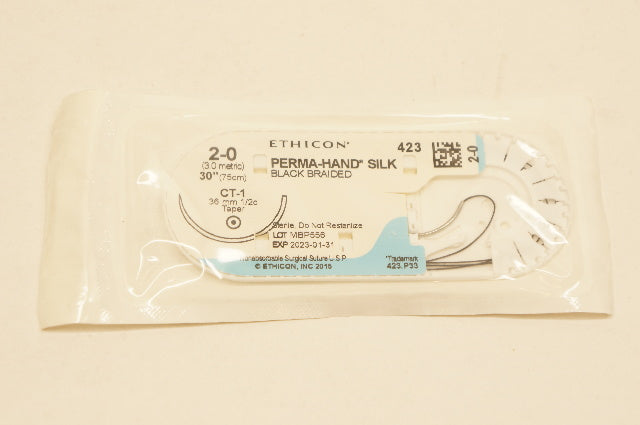 ETHICON*
423
2-0
(3.0 metric)
30" (75cm)
PERMA-HAND* SILK
BLACK BRAIDED
2-0
CT-1
36 mm 1/2c
Taper
Sterile, Do Not Resterilize
LOT MBP556
EXP 2023-01-31
Nonabsorbable Surgical Suture U.S.P.
© ETHICON, INC 2015
*Trademark
423.P33